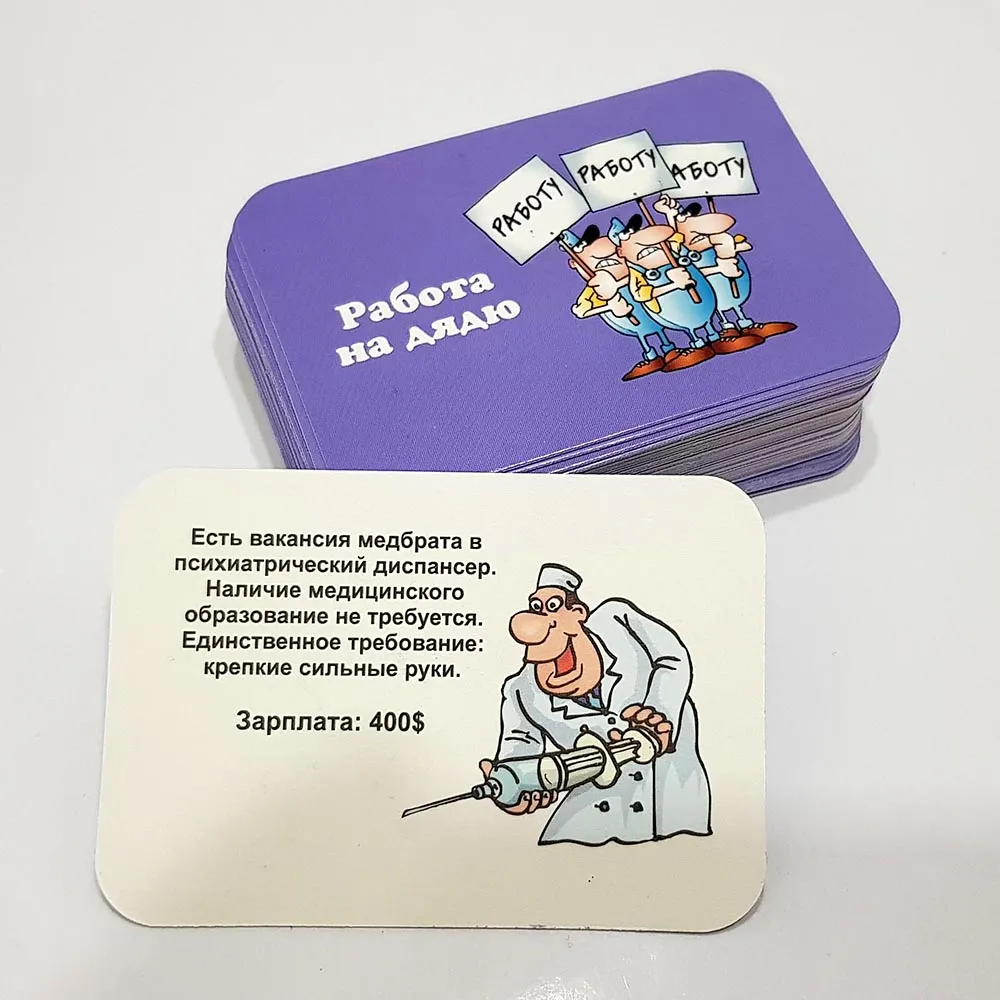 РАБОТУ
РАБОТУ
АБОТУ
Работа
на дядю
Есть вакансия медбрата в
психиатрический диспансер.
Наличие медицинского
образование не требуется.
Единственное требование:
крепкие сильные руки.
Зарплата: 400$